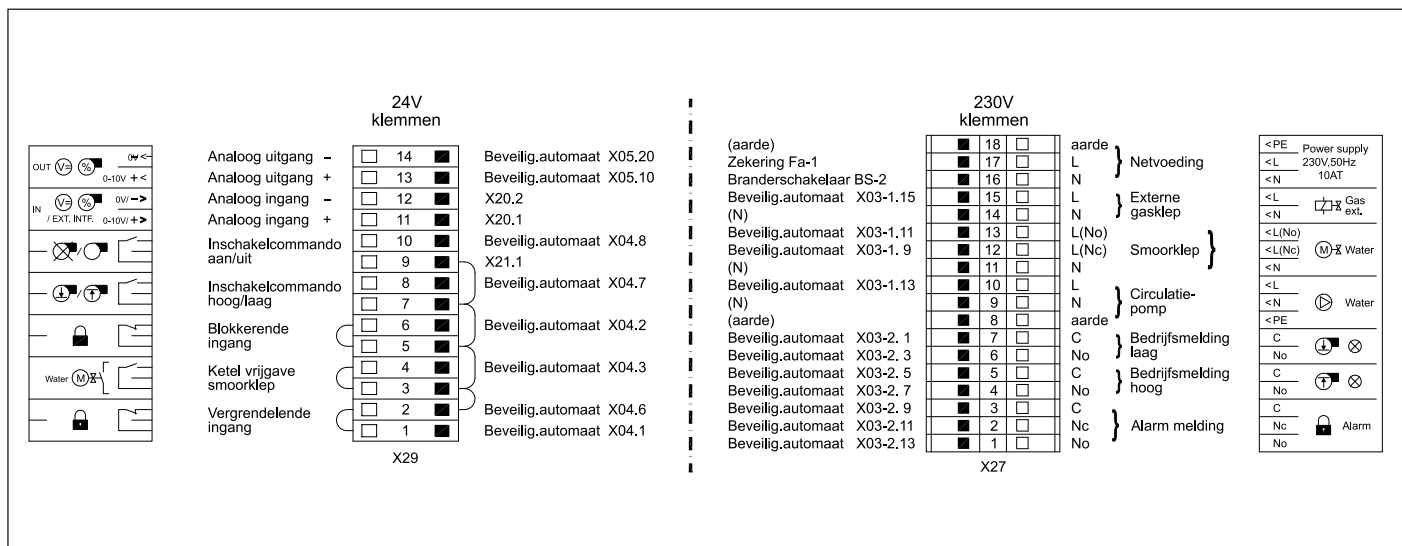 24V
klemmen
OUT V= % 0V <-
0-10V + <
IN V= % 0V/ - >
/ EXT. INTF. 0-10V/ + >
Water M
Analoog uitgang - 14 Beveilig.automaat X05.20
Analoog uitgang + 13 Beveilig.automaat X05.10
Analoog ingang - 12 X20.2
Analoog ingang + 11 X20.1
Inschakelcommando 10 Beveilig.automaat X04.8
aan/uit 9 X21.1
Inschakelcommando 8 Beveilig.automaat X04.7
hoog/laag 7
Blokkerende 6 Beveilig.automaat X04.2
ingang 5
Ketel vrijgave 4 Beveilig.automaat X04.3
smoorklep 3
Vergrendelende 2 Beveilig.automaat X04.6
ingang 1 Beveilig.automaat X04.1
X29
230V
klemmen
(aarde) 18 aarde
Zekering Fa-1 17 L Netvoeding
Branderschakelaar BS-2 16 N
Beveilig.automaat X03-1.15 15 L Externe
(N) 14 N gasklep
Beveilig.automaat X03-1.11 13 L(No)
Beveilig.automaat X03-1. 9 12 L(Nc) Smoorklep
(N) 11 N
Beveilig.automaat X03-1.13 10 L Circulatie-
(N) 9 N pomp
(aarde) 8 aarde
Beveilig.automaat X03-2. 1 7 C Bedrijfsmelding
Beveilig.automaat X03-2. 3 6 No laag
Beveilig.automaat X03-2. 5 5 C Bedrijfsmelding
Beveilig.automaat X03-2. 7 4 No hoog
Beveilig.automaat X03-2. 9 3 C
Beveilig.automaat X03-2.11 2 Nc Alarm melding
Beveilig.automaat X03-2.13 1 No
X27
<PE Power supply
<L 230V,50Hz
<N 10AT
<L Gas
<N ext.
<L(No)
<L(Nc) M Water
<N
<L
<N Water
<PE
C
No
C
No
C
Nc Alarm
No